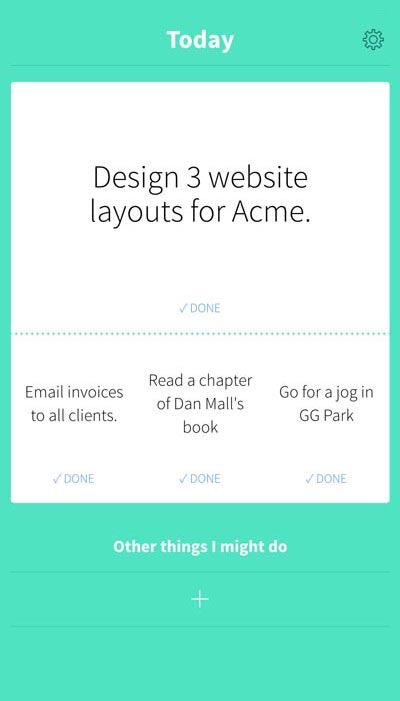 Today
Design 3 website
layouts for Acme.
✓ DONE
Email invoices
to all clients.
✓ DONE
Read a chapter
of Dan Mall's
book
✓ DONE
Go for a jog in
GG Park
✓ DONE
Other things I might do
+